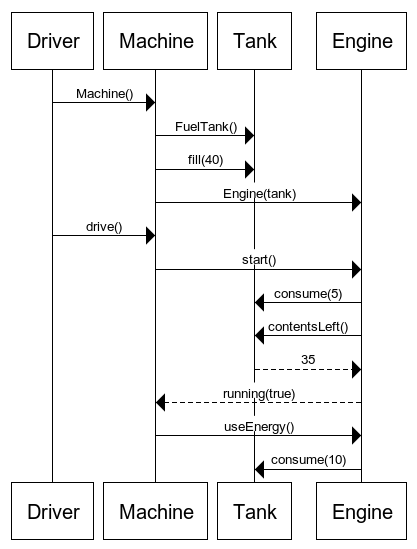 Driver Machine Tank Engine
Machine()
FuelTank()
fill(40)
Engine(tank)
drive()
start()
consume(5)
contentsLeft()
35
running(true)
useEnergy()
consume(10)
Driver Machine Tank Engine